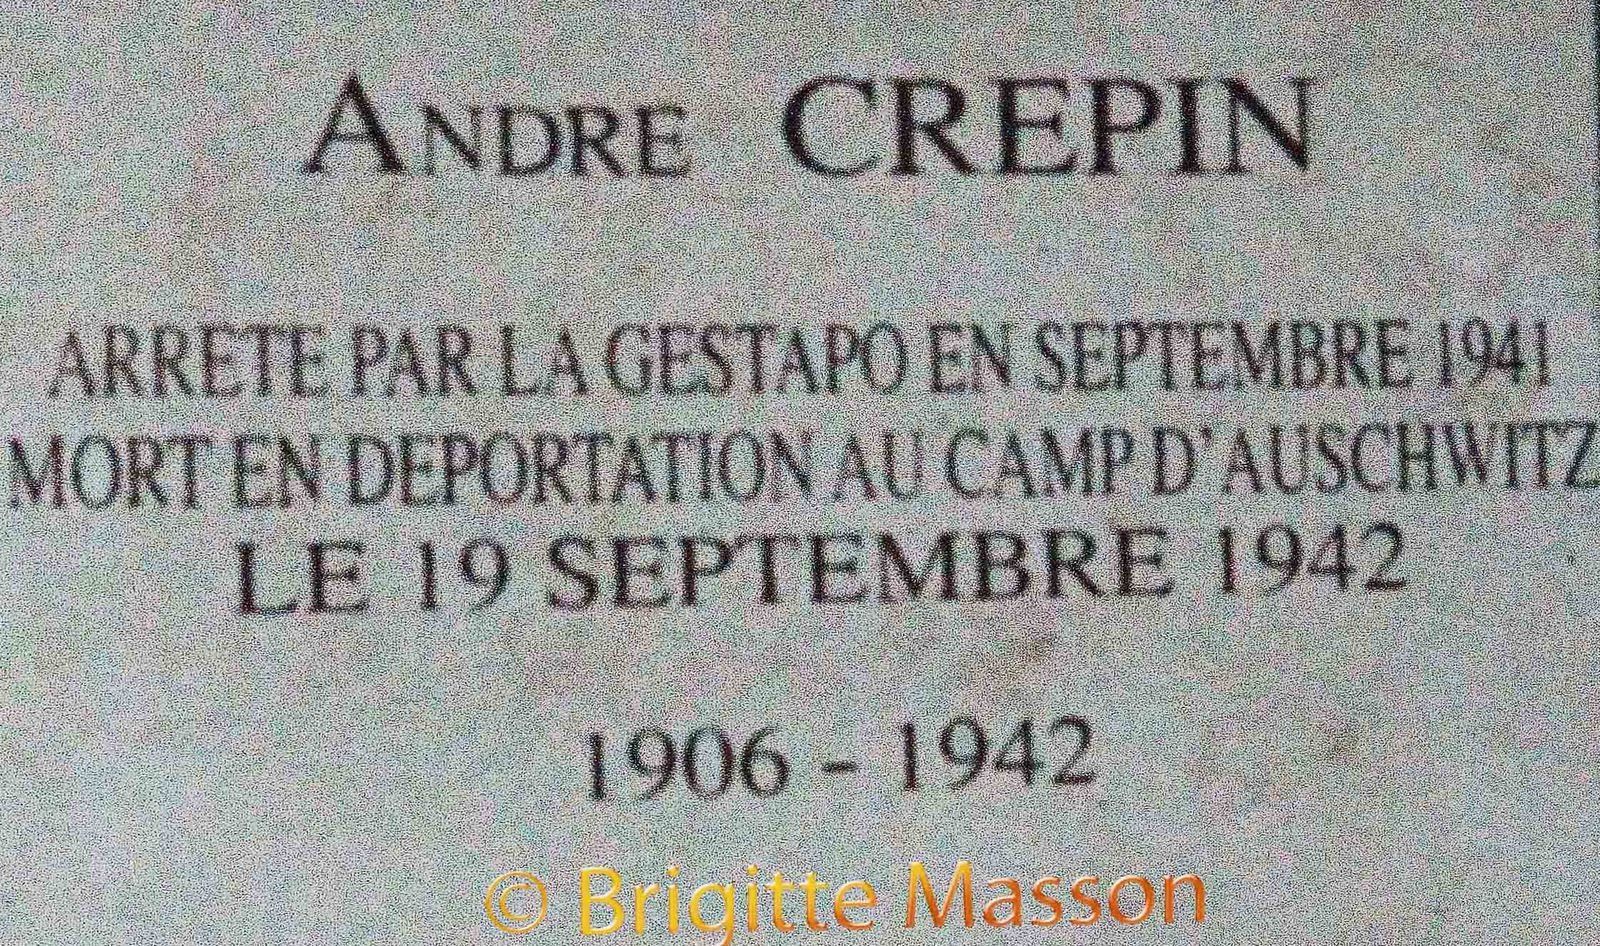 ANDRE CREPIN
ARRETE PAR LA GESTAPO EN SEPTEMBRE 1941
MORT EN DEPORTATION AU CAMP D'AUSCHWITZ
LE 19 SEPTEMBRE 1942
1906 - 1942
© Brigitte Masson